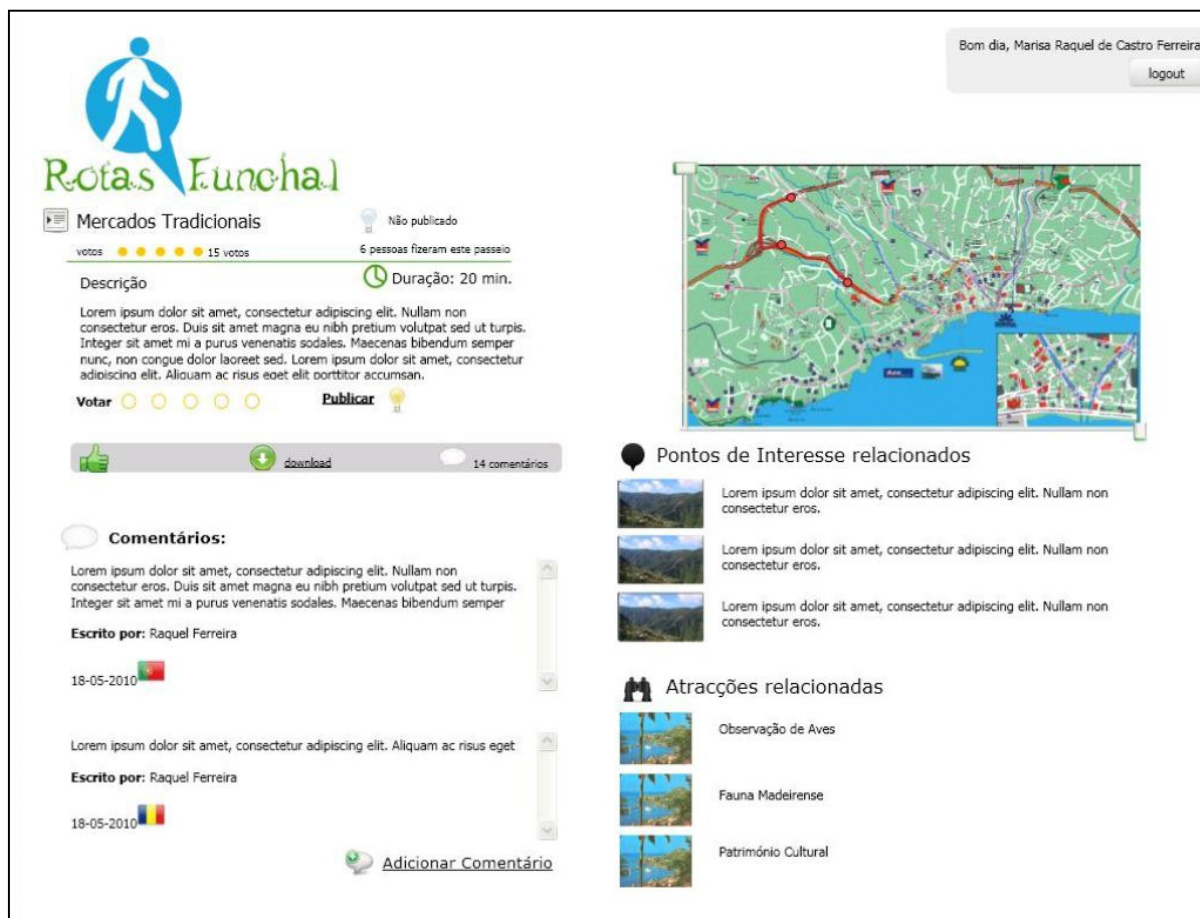 Bom dia, Marisa Raquel de Castro Ferreira
logout
Rotas Funchal
Mercados Tradicionais
Não publicado
votos
15 votos
6 pessoas fizeram este passeio
Descrição
Duração: 20 min.
Lorem ipsum dolor sit amet, consectetur adipiscing elit. Nullam non
consectetur eros. Duis sit amet magna eu nibh pretium volutpat sed ut turpis.
Integer sit amet mi a purus venenatis sodales. Maecenas bibendum semper
nunc, non congue dolor laoreet sed. Lorem ipsum dolor sit amet, consectetur
adipiscing elit. Aliquam ac risus eget elit porttitor accumsan.
Votar
Publicar
download
14 comentários
Comentários:
Lorem ipsum dolor sit amet, consectetur adipiscing elit. Nullam non
consectetur eros. Duis sit amet magna eu nibh pretium volutpat sed ut turpis.
Integer sit amet mi a purus venenatis sodales. Maecenas bibendum semper
Escrito por: Raquel Ferreira
18-05-2010
Lorem ipsum dolor sit amet, consectetur adipiscing elit. Aliquam ac risus eget
Escrito por: Raquel Ferreira
18-05-2010
Adicionar Comentário
Pontos de Interesse relacionados
Lorem ipsum dolor sit amet, consectetur adipiscing elit. Nullam non
consectetur eros.
Lorem ipsum dolor sit amet, consectetur adipiscing elit. Nullam non
consectetur eros.
Lorem ipsum dolor sit amet, consectetur adipiscing elit. Nullam non
consectetur eros.
Atracções relacionadas
Observação de Aves
Fauna Madeirense
Património Cultural